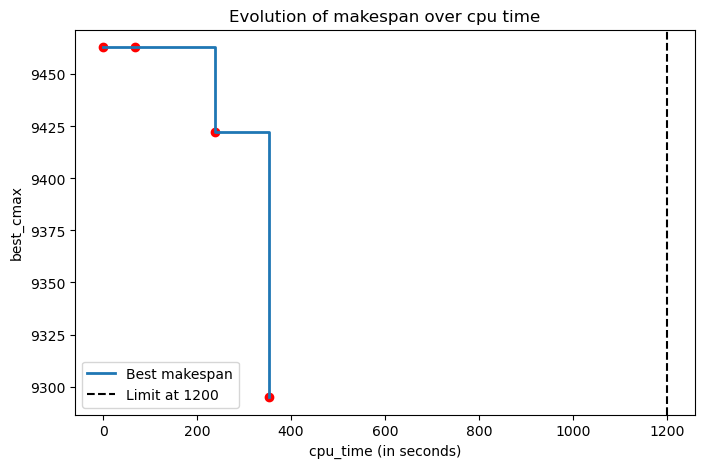 Evolution of makespan over cpu time
best_cmax
9450
9425
9400
9375
9350
9325
9300
Best makespan
Limit at 1200
0 200 400 600 800 1000 1200
cpu_time (in seconds)